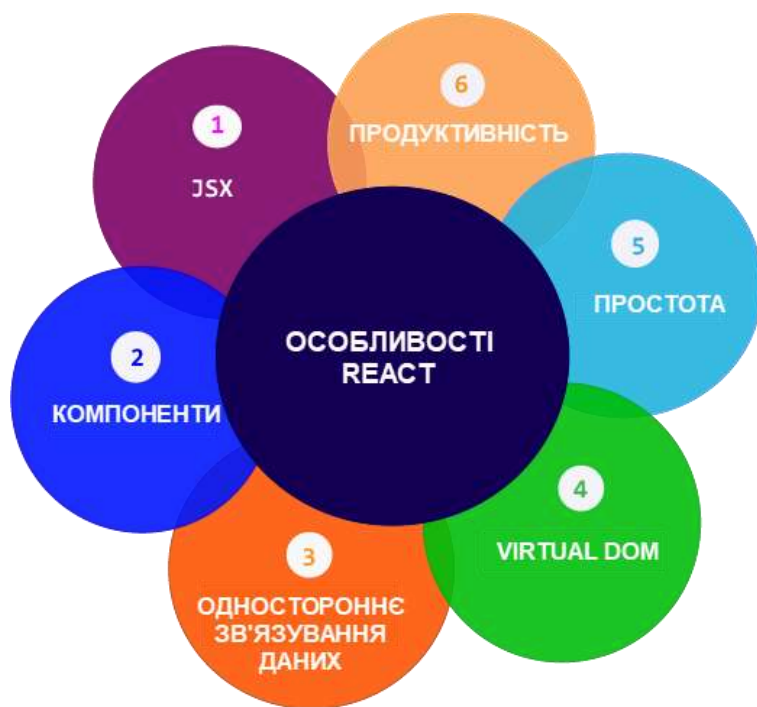 ОСОБЛИВОСТІ
REACT
1
JSX
2
КОМПОНЕНТИ
3
ОДНОСТОРОННЄ
ЗВ'ЯЗУВАННЯ
ДАНИХ
4
VIRTUAL DOM
5
ПРОСТОТА
6
ПРОДУКТИВНІСТЬ